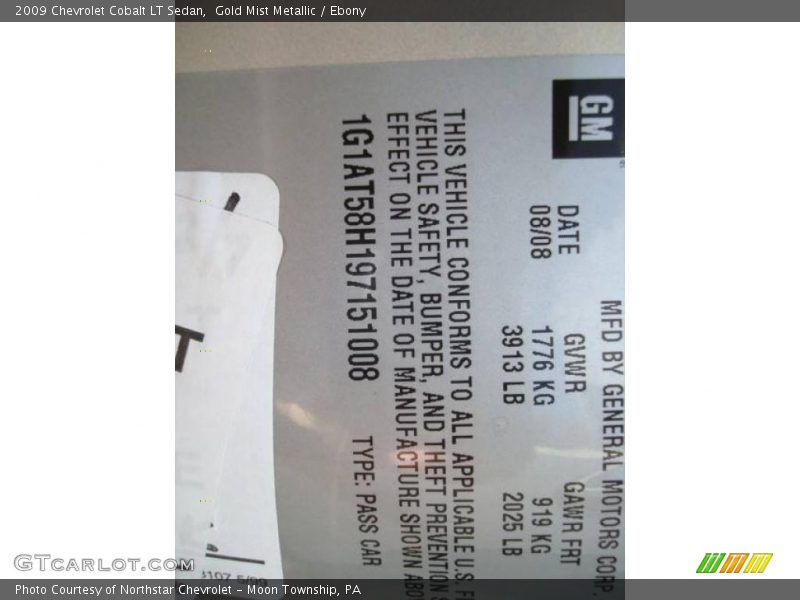 2009 Chevrolet Cobalt LT Sedan,  Gold Mist Metallic / Ebony
GM
MFD BY GENERAL MOTORS CORP.
DATE GVWR GAWR FRT
08/08 1776 KG 919 KG
3913 LB 2025 LB
THIS VEHICLE CONFORMS TO ALL APPLICABLE U.S.
VEHICLE SAFETY, BUMPER, AND THEFT PREVENTION
EFFECT ON THE DATE OF MANUFACTURE SHOWN
1G1AT58H197151008 TYPE: PASS CAR
T
GTCARLOT.COM
Photo Courtesy of Northstar Chevrolet - Moon Township, PA